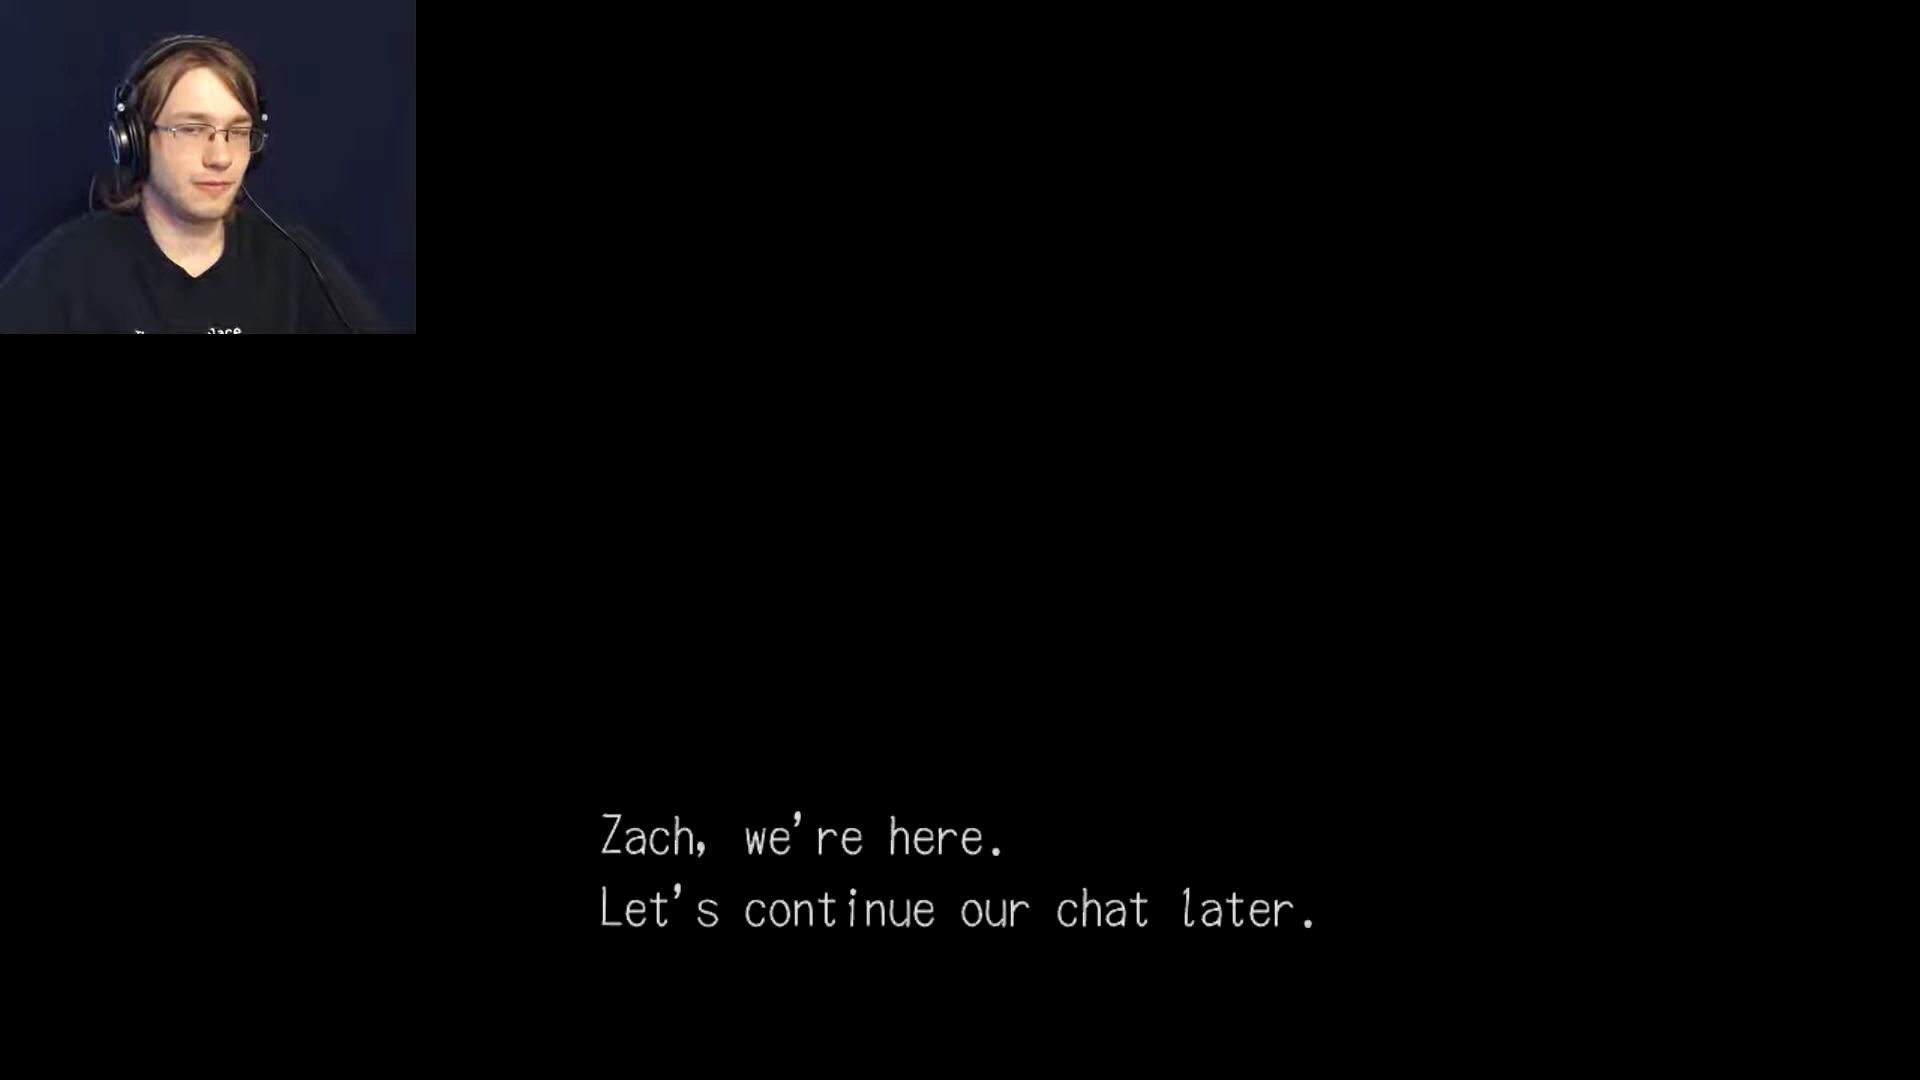 Zach, we're here.
Let's continue our chat later.